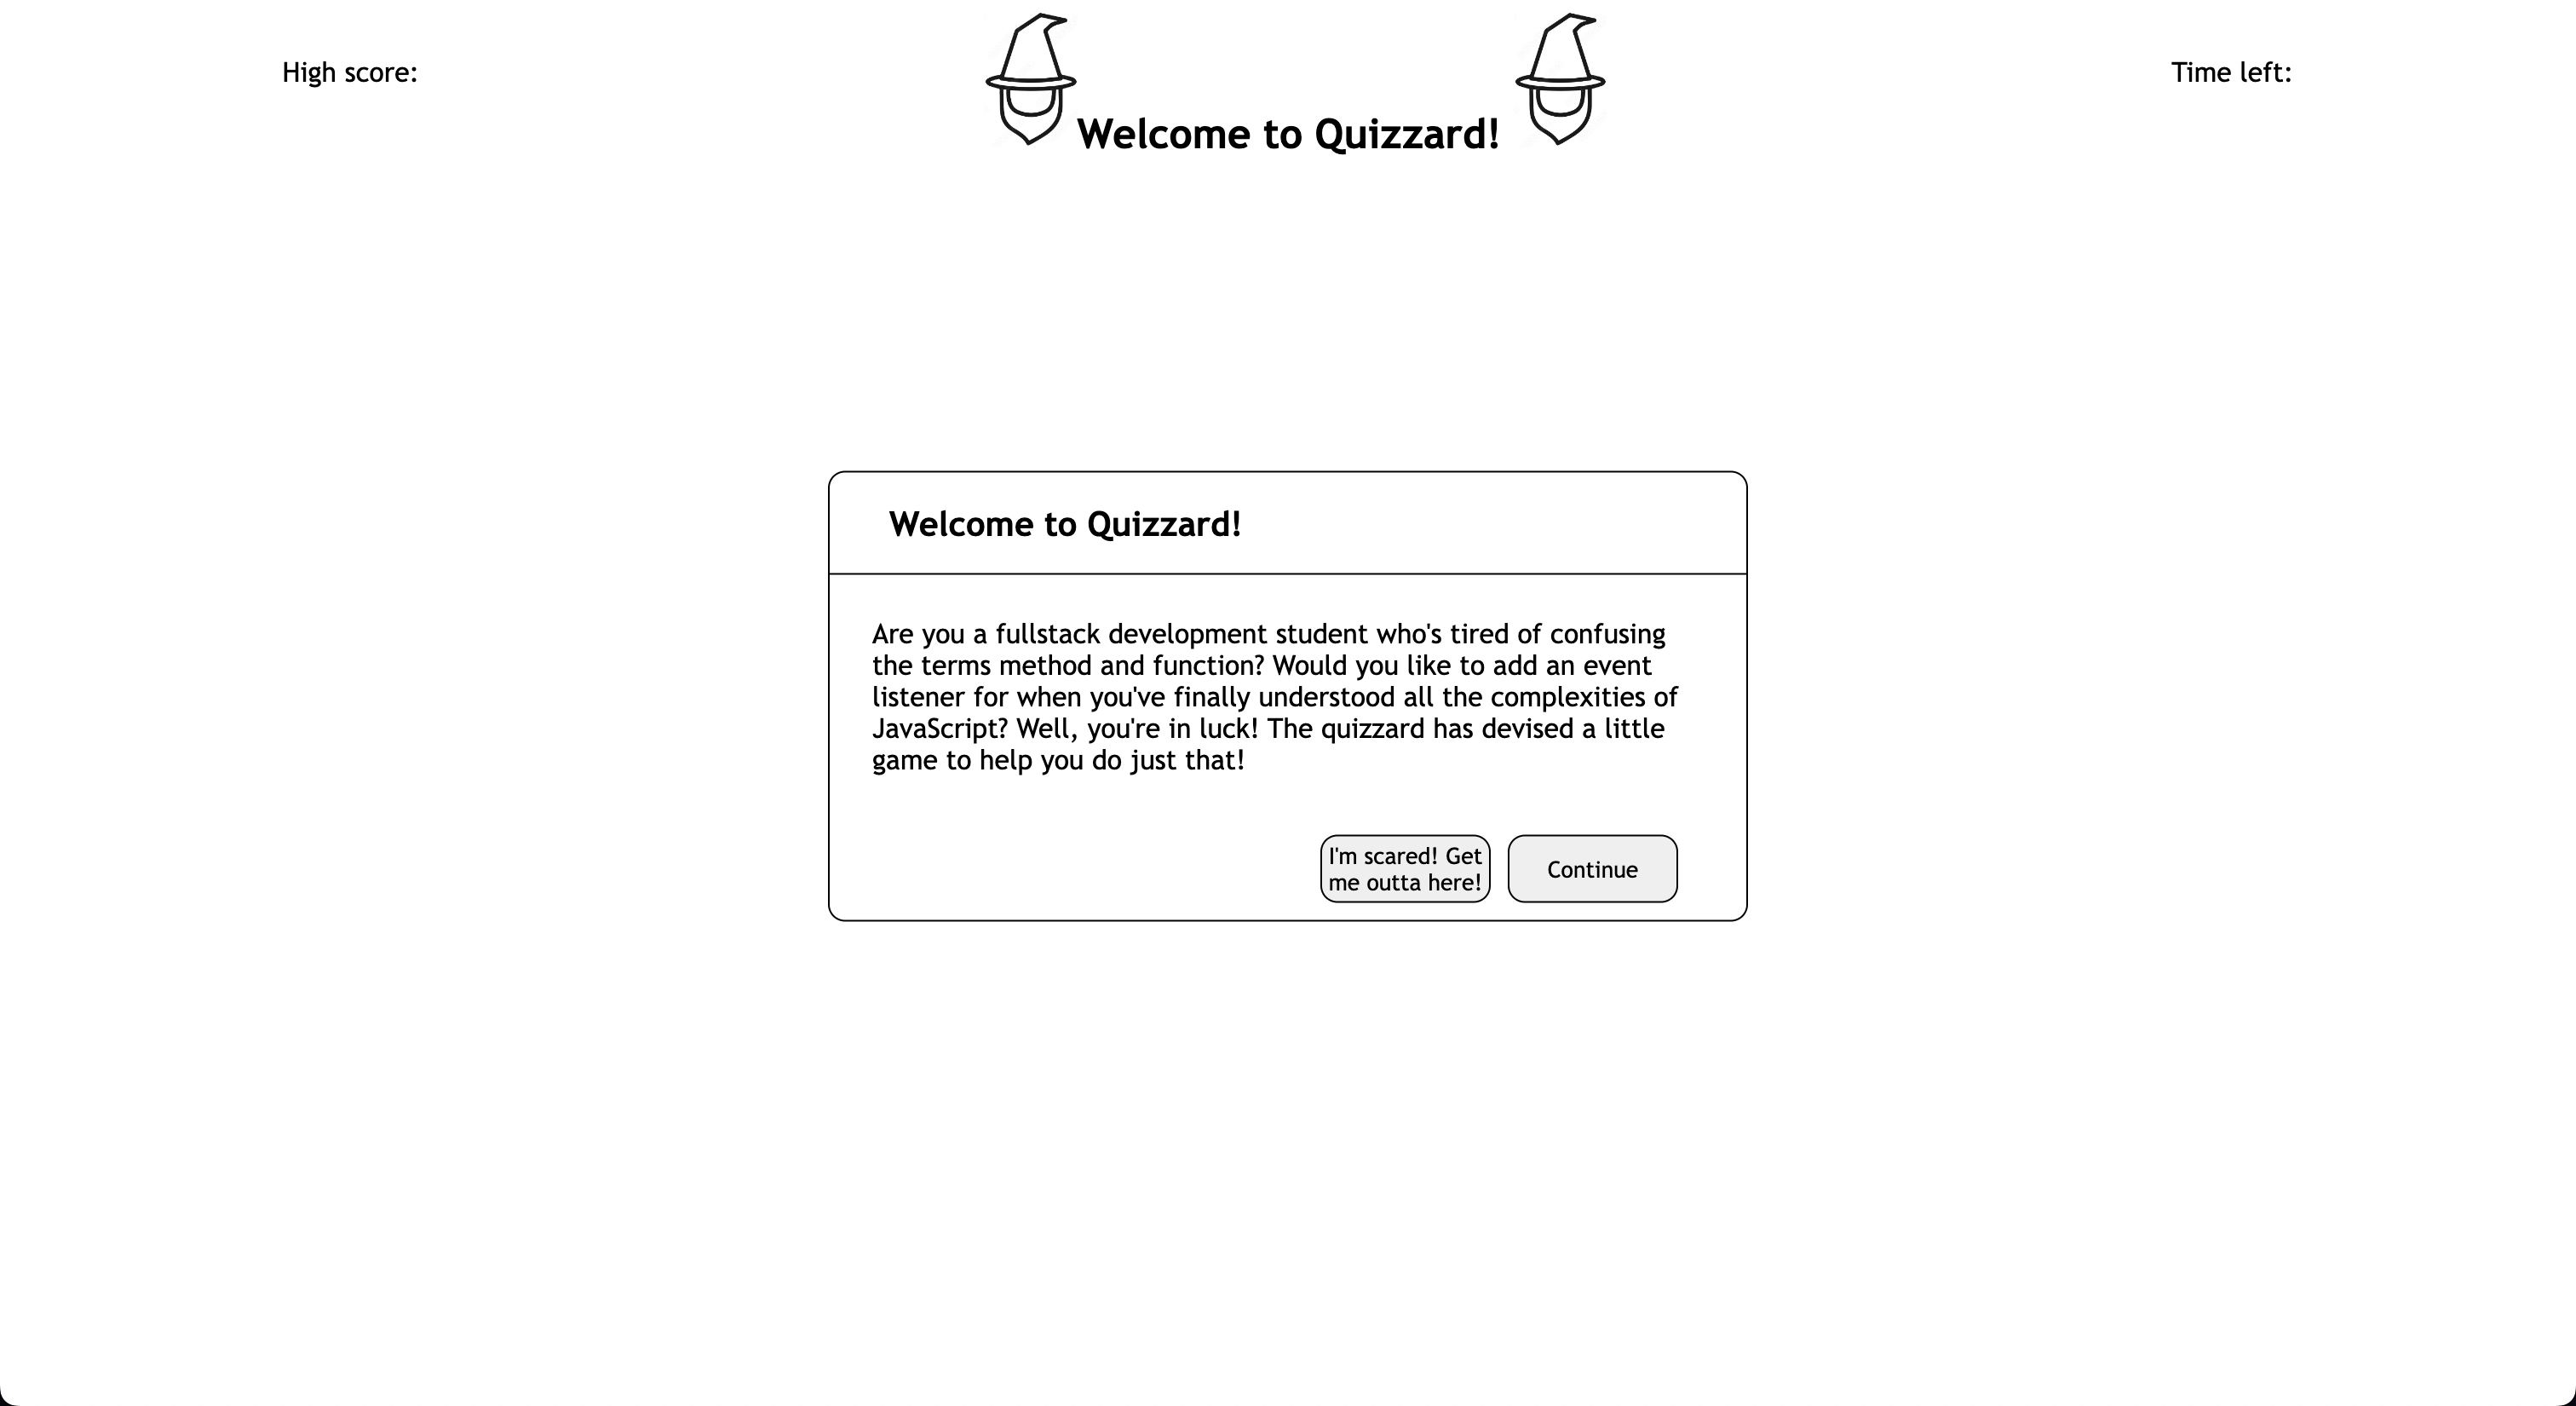 High score:
Welcome to Quizzard!
Time left:
Welcome to Quizzard!
Are you a fullstack development student who's tired of confusing
the terms method and function? Would you like to add an event
listener for when you've finally understood all the complexities of
JavaScript? Well, you're in luck! The quizzard has devised a little
game to help you do just that!
I'm scared! Get
me outta here!
Continue